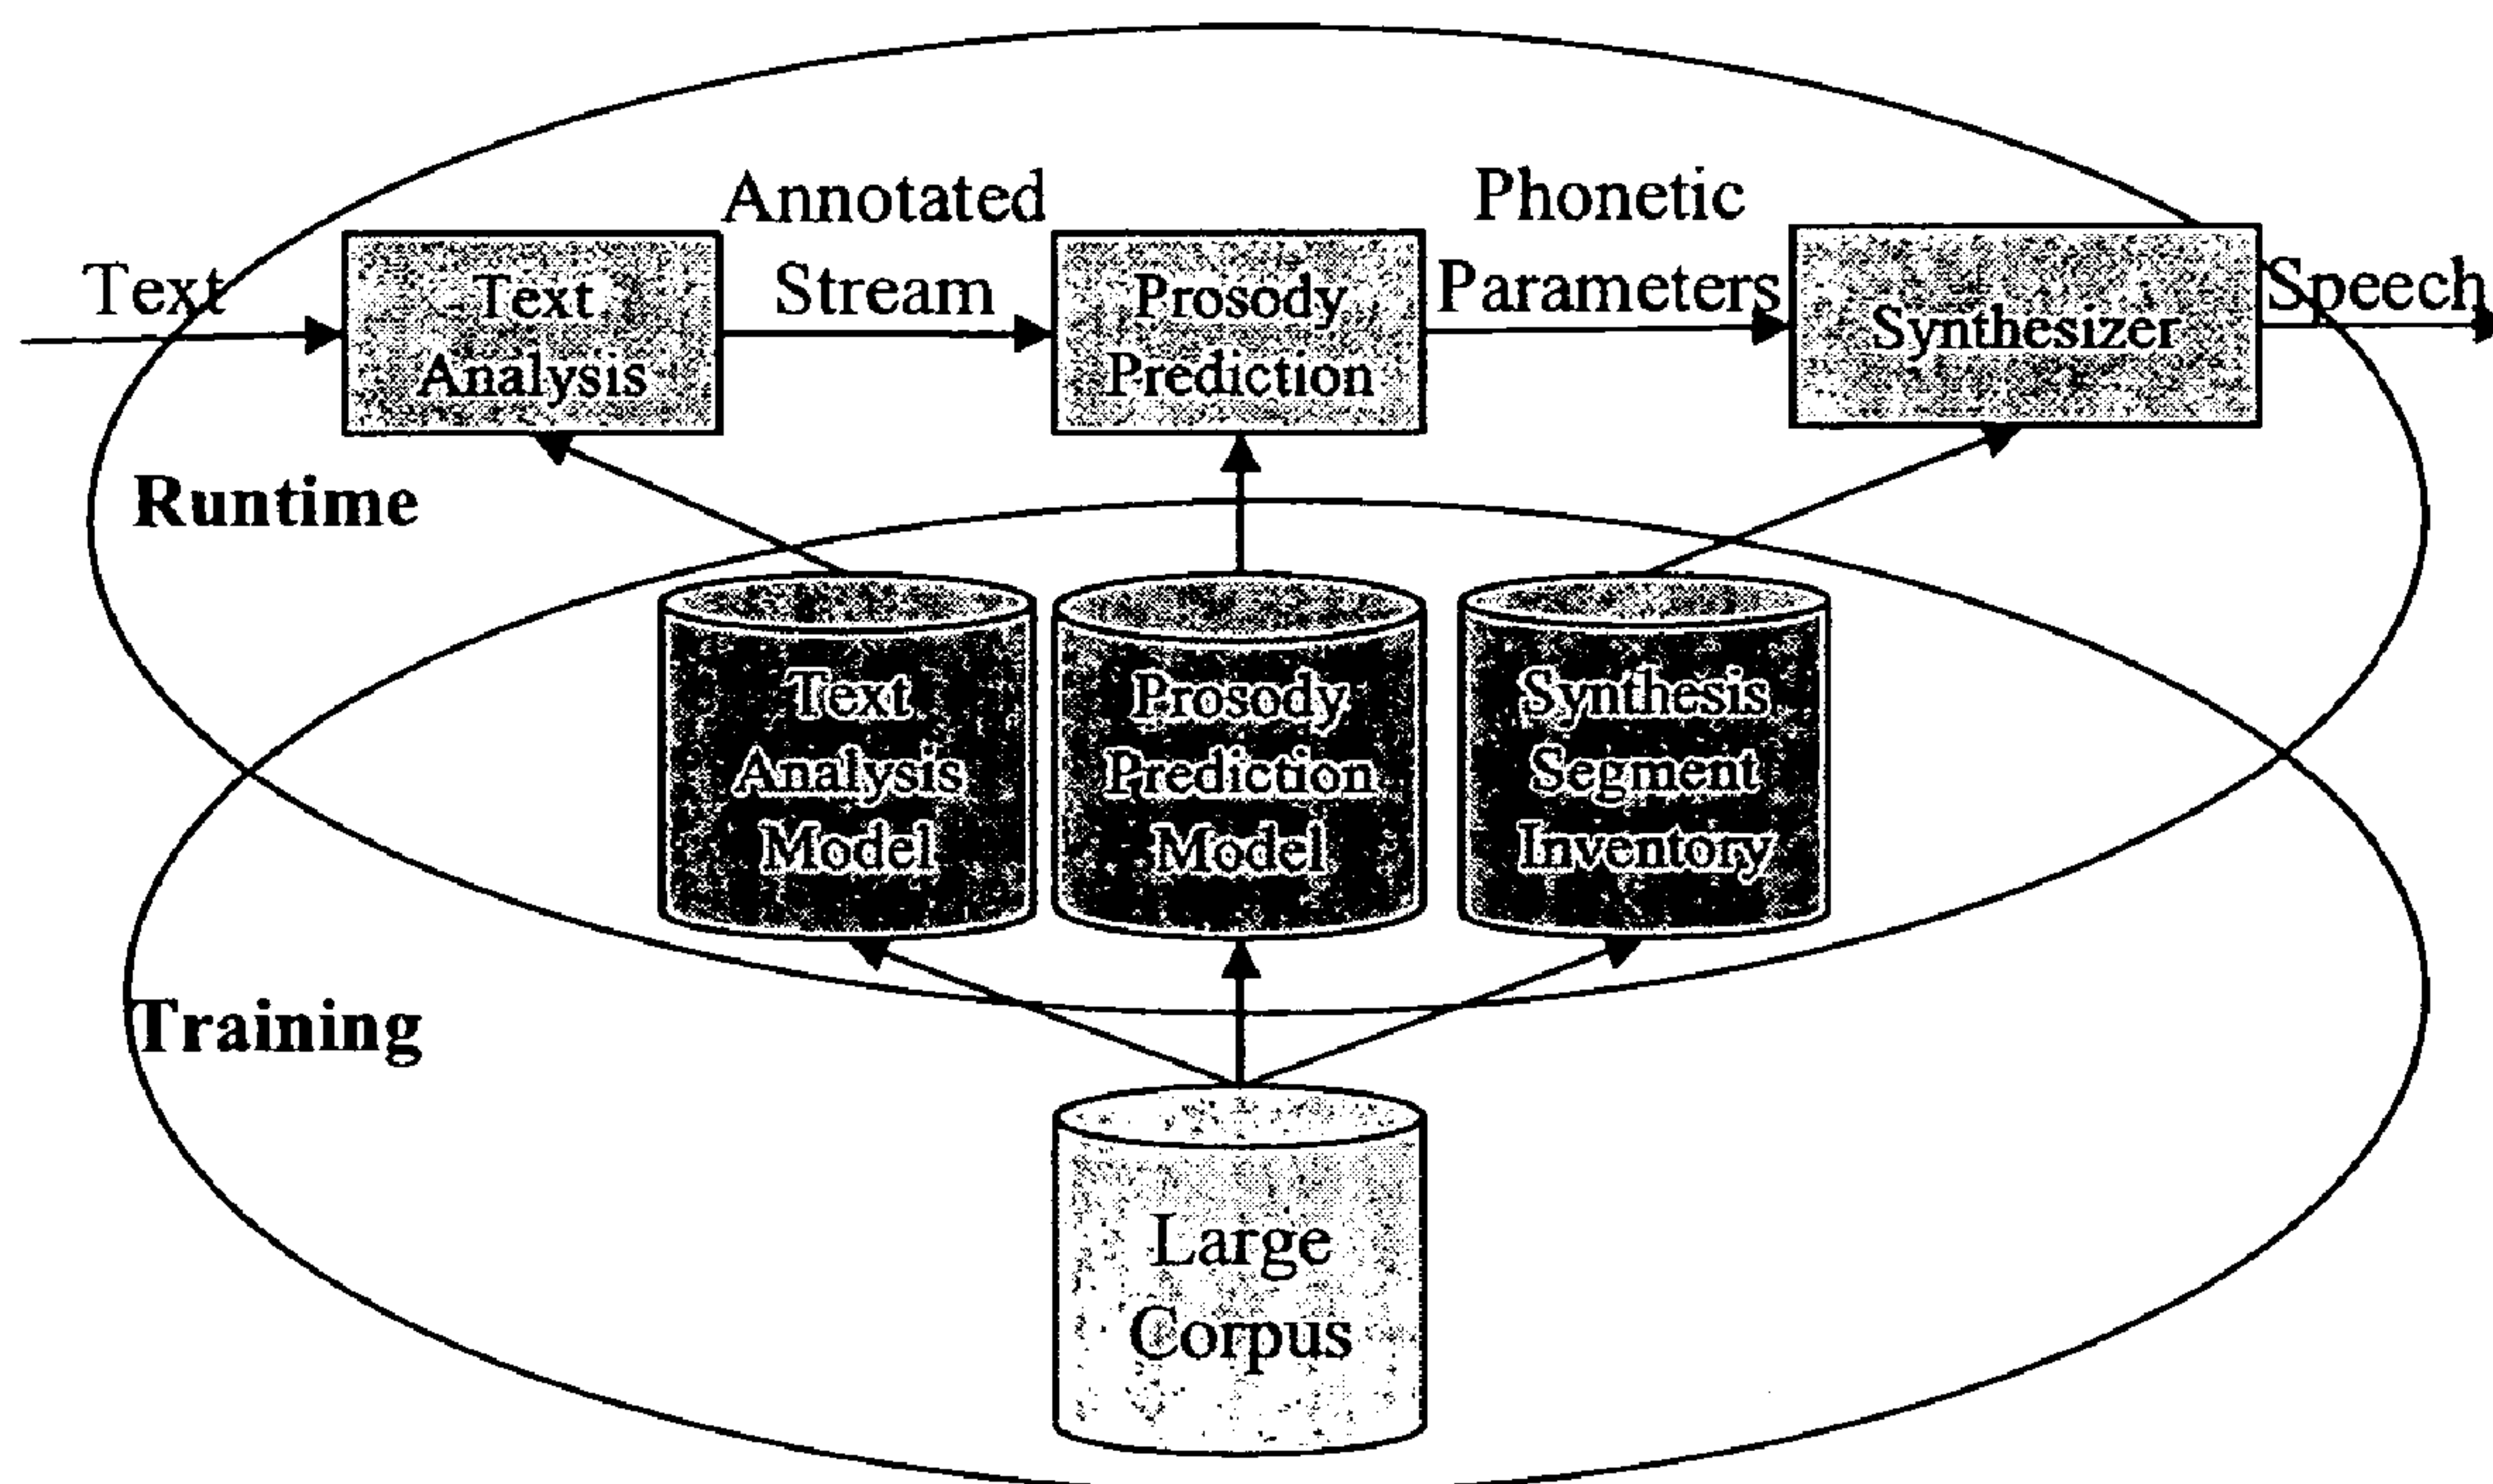 Annotated
Stream
Phonetic
Parameters
Text
Text
Analysis
Prosody
Prediction
Synthesizer
Speech
Runtime
Text
Analysis
Model
Prosody
Prediction
Model
Synthesis
Segment
Inventory
Training
Large
Corpus